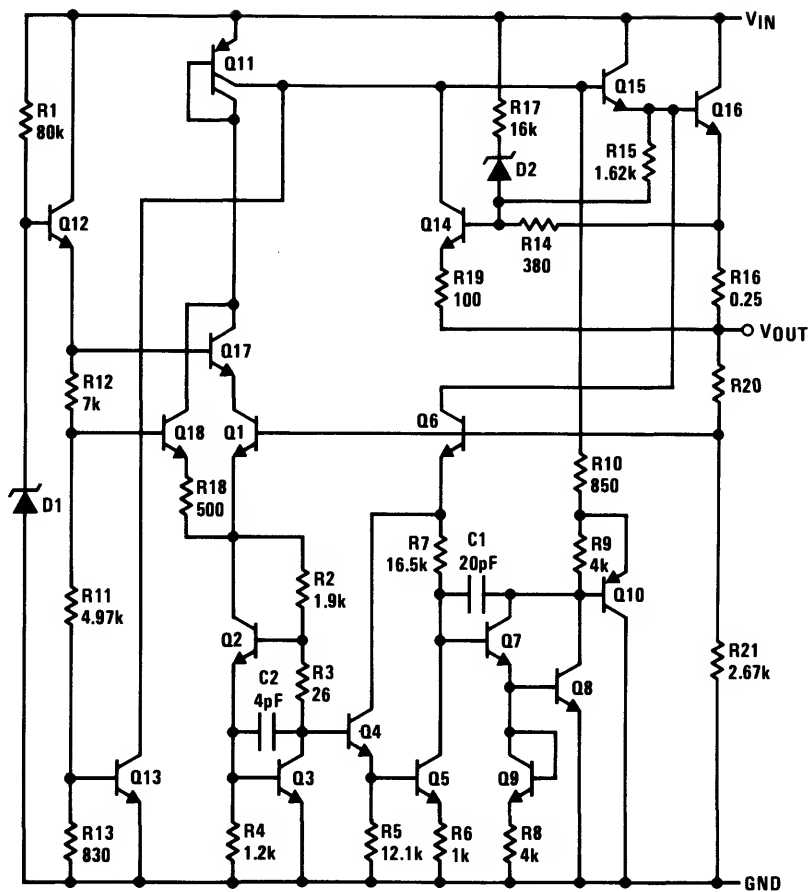 VIN
Q11
Q15
R1
80k
R17
16k
Q16
R15
1.62k
D2
Q12
Q14
R14
380
R16
0.25
R19
100
VOUT
Q17
R12
7k
R20
Q18
Q1
Q6
R10
850
D1
R18
500
R7
16.5k
C1
20pF
R9
4k
Q10
R2
1.9k
R11
4.97k
Q2
Q7
R3
26
Q8
R21
2.67k
C2
4pF
Q4
Q13
Q3
Q5
Q9
R13
830
R4
1.2k
R5
12.1k
R6
1k
R8
4k
GND